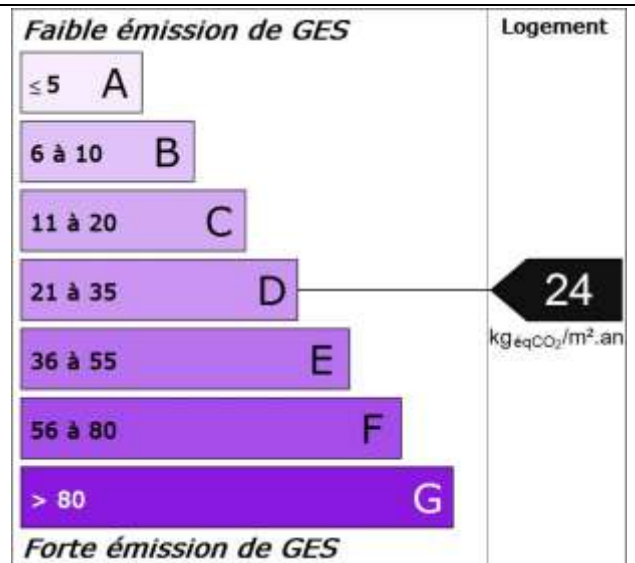 Faible émission de GES
Logement
≤ 5 A
6 à 10 B
11 à 20 C
21 à 35 D
24
kgéqCO₂/m².an
36 à 55 E
56 à 80 F
> 80 G
Forte émission de GES